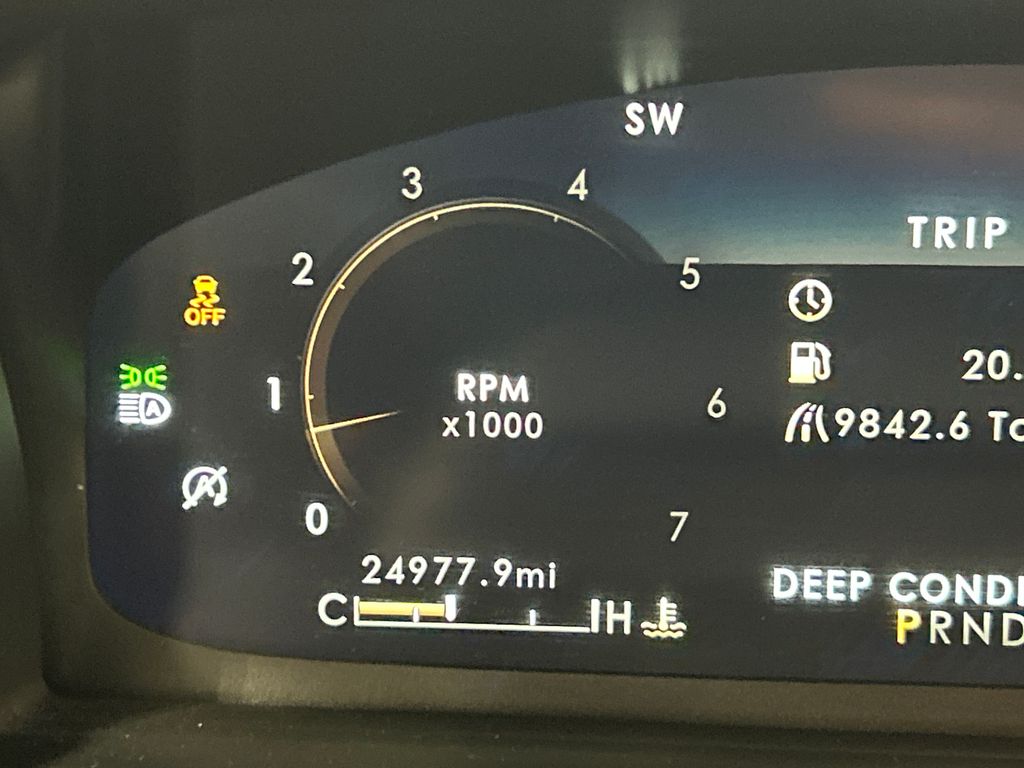 SW
3
4
TRIP
2
5
OFF
20.
1
A
RPM
x1000
6
9842.6
A
0
7
24977.9mi
C
H
DEEP
PRND